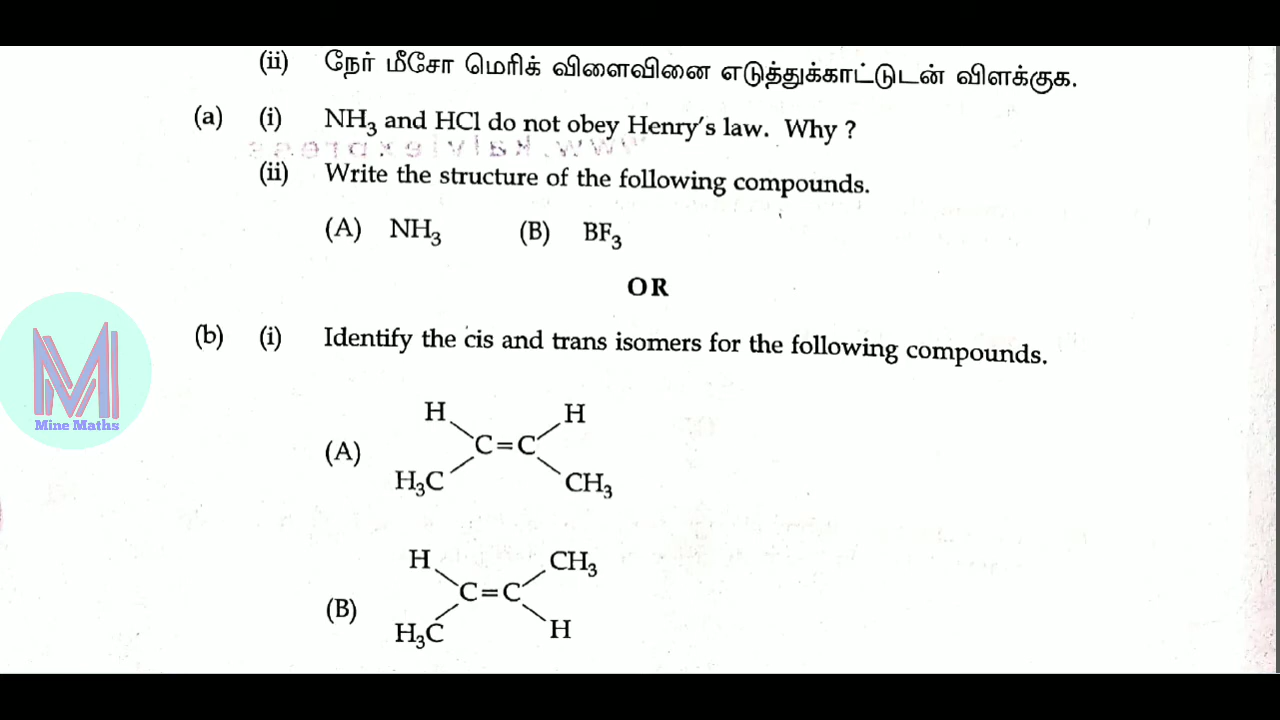 (ii) நேர் மீசோ மெரிக் விளைவினை எடுத்துக்காட்டுடன் விளக்குக.
(a) (i) NH₃ and HCl do not obey Henry's law. Why ?
(ii) Write the structure of the following compounds.
(A) NH₃ (B) BF₃
OR
(b) (i) Identify the cis and trans isomers for the following compounds.
H H
(A) C=C
H₃C CH₃
H CH₃
C=C
(B)
H₃C H
Mine Maths